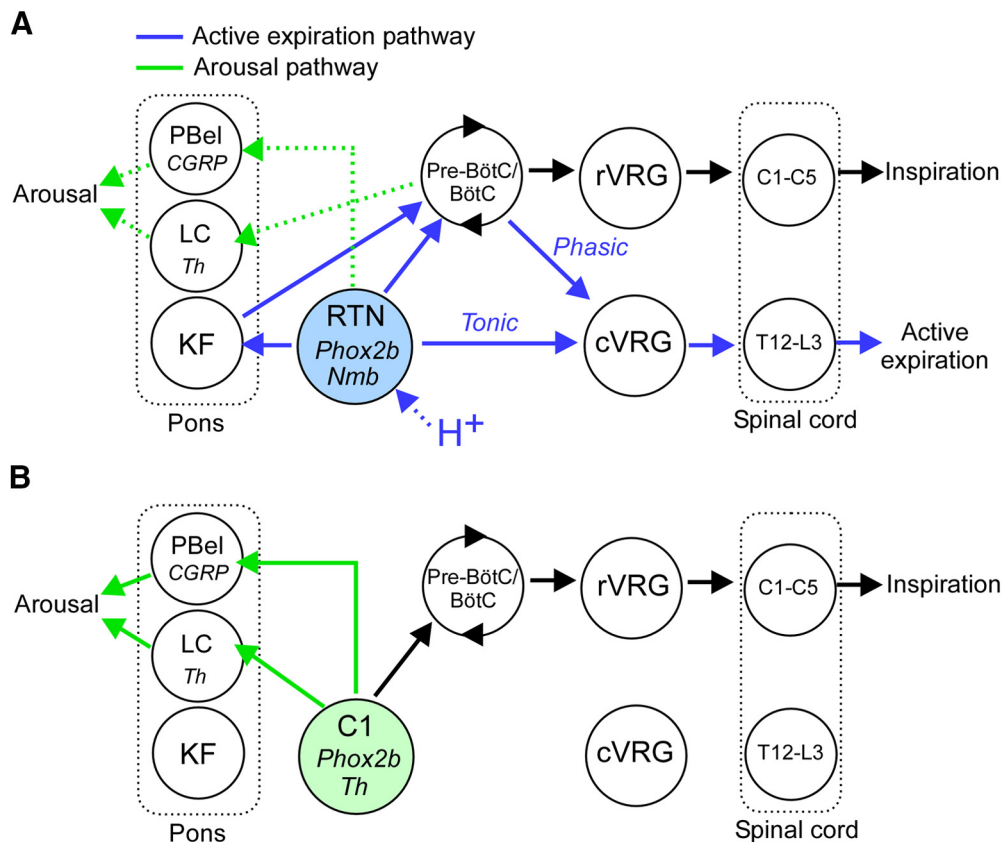 A
Active expiration pathway
Arousal pathway
PBel
CGRP
Arousal
LC
Th
KF
Pons
RTN
Phox2b
Nmb
H+
Pre-BötC/
BötC
Phasic
Tonic
rVRG
cVRG
C1-C5
T12-L3
Spinal cord
Inspiration
Active
expiration
B
PBel
CGRP
Arousal
LC
Th
KF
Pons
C1
Phox2b
Th
Pre-BötC/
BötC
rVRG
cVRG
C1-C5
T12-L3
Spinal cord
Inspiration